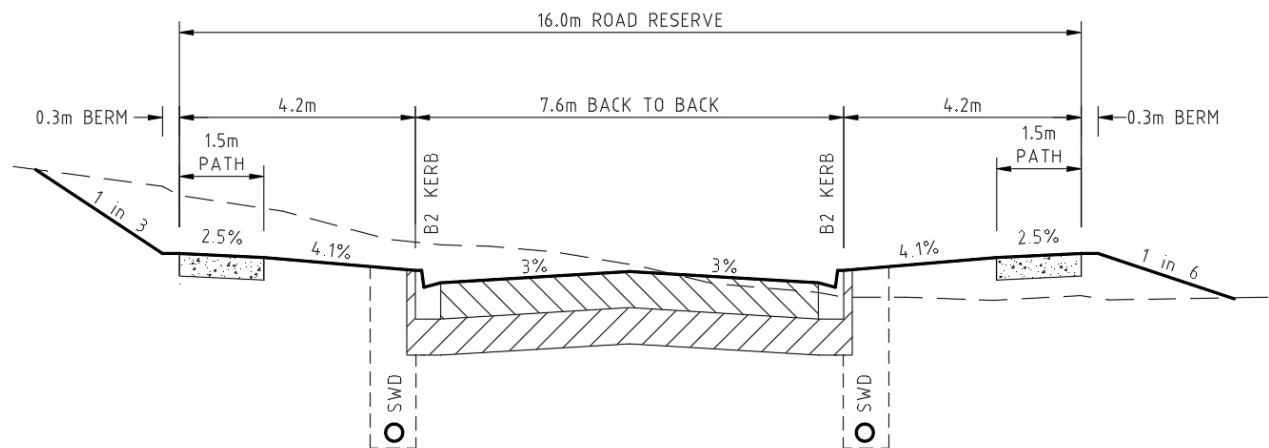 16.0m ROAD RESERVE
4.2m
7.6m BACK TO BACK
4.2m
0.3m BERM
0.3m BERM
1.5m
PATH
1.5m
PATH
B2 KERB
B2 KERB
1 in 3
2.5%
4.1%
3%
3%
4.1%
2.5%
1 in 6
SWD
SWD